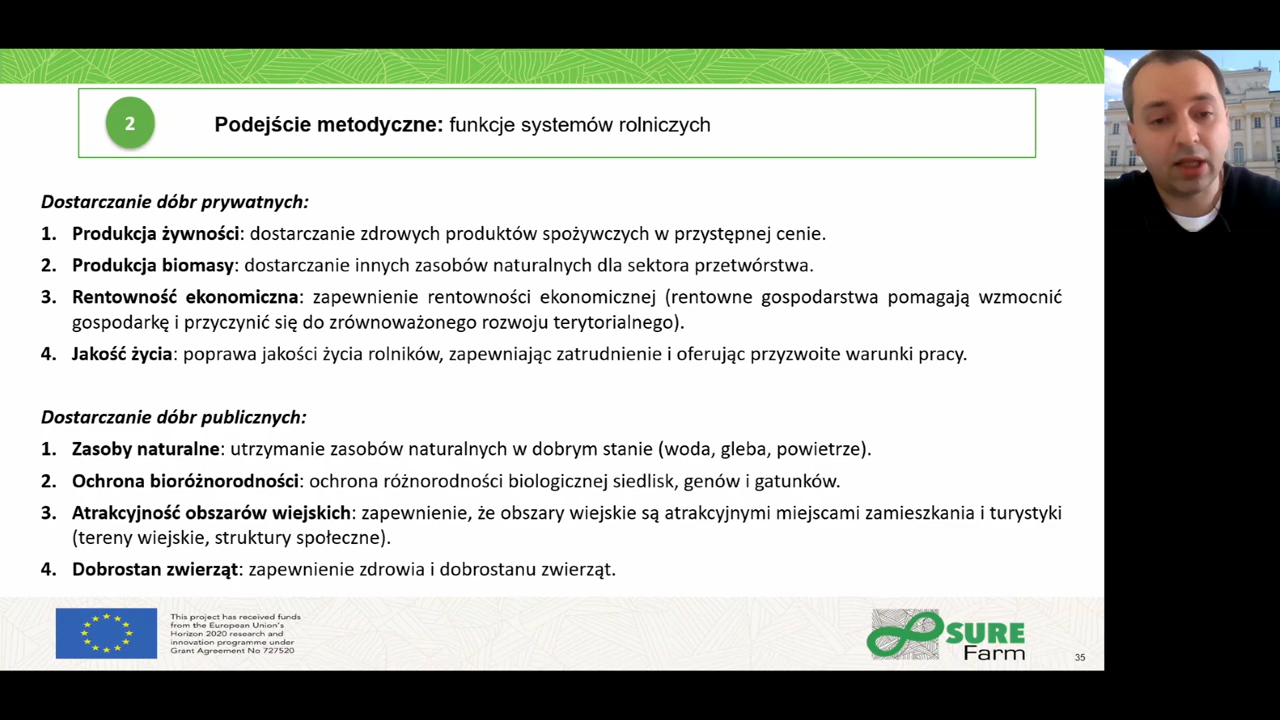 2
Podejście metodyczne: funkcje systemów rolniczych
Dostarczanie dóbr prywatnych:
1. Produkcja żywności: dostarczanie zdrowych produktów spożywczych w przystępnej cenie.
2. Produkcja biomasy: dostarczanie innych zasobów naturalnych dla sektora przetwórstwa.
3. Rentowność ekonomiczna: zapewnienie rentowności ekonomicznej (rentowne gospodarstwa pomagają wzmocnić
gospodarkę i przyczynić się do zrównoważonego rozwoju terytorialnego).
4. Jakość życia: poprawa jakości życia rolników, zapewniając zatrudnienie i oferując przyzwoite warunki pracy.
Dostarczanie dóbr publicznych:
1. Zasoby naturalne: utrzymanie zasobów naturalnych w dobrym stanie (woda, gleba, powietrze).
2. Ochrona bioróżnorodności: ochrona różnorodności biologicznej siedlisk, genów i gatunków.
3. Atrakcyjność obszarów wiejskich: zapewnienie, że obszary wiejskie są atrakcyjnymi miejscami zamieszkania i turystyki
(tereny wiejskie, struktury społeczne).
4. Dobrostan zwierząt: zapewnienie zdrowia i dobrostanu zwierząt.
This project has received funds
from the European Union's
Horizon 2020 research and
innovation programme under
Grant Agreement No 727520
SURE
Farm
35